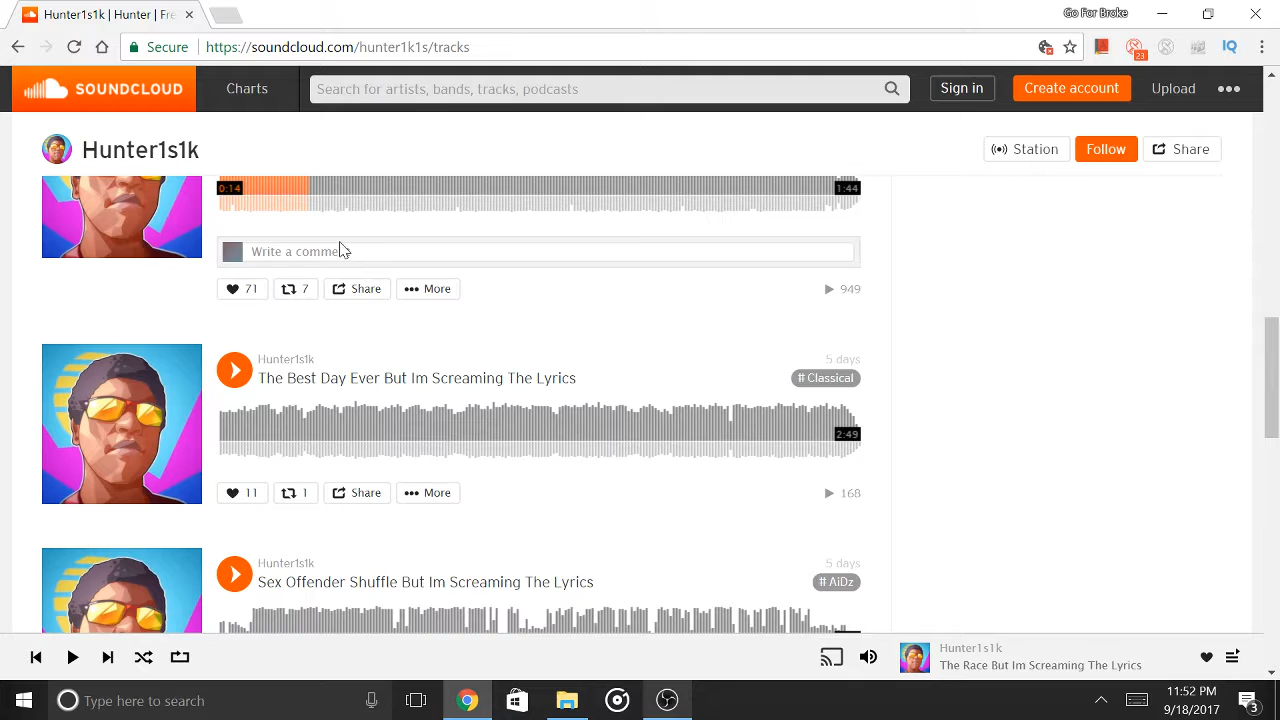 Hunter1s1k | Hunter | Fre
Go For Broke
Secure
https://soundcloud.com/hunter1k1s/tracks
23
IQ
SOUNDCLOUD
Charts
Search for artists, bands, tracks, podcasts
Sign in
Create account
Upload
Hunter1s1k
Station
Follow
Share
0:14
1:44
Write a comme
71
7
Share
More
949
Hunter1s1k
5 days
The Best Day Ever But Im Screaming The Lyrics
# Classical
2:49
11
1
Share
More
168
Hunter1s1k
5 days
Sex Offender Shuffle But Im Screaming The Lyrics
# AiDz
Hunter1s1k
The Race But Im Screaming The Lyrics
Type here to search
11:52 PM
9/18/2017
3